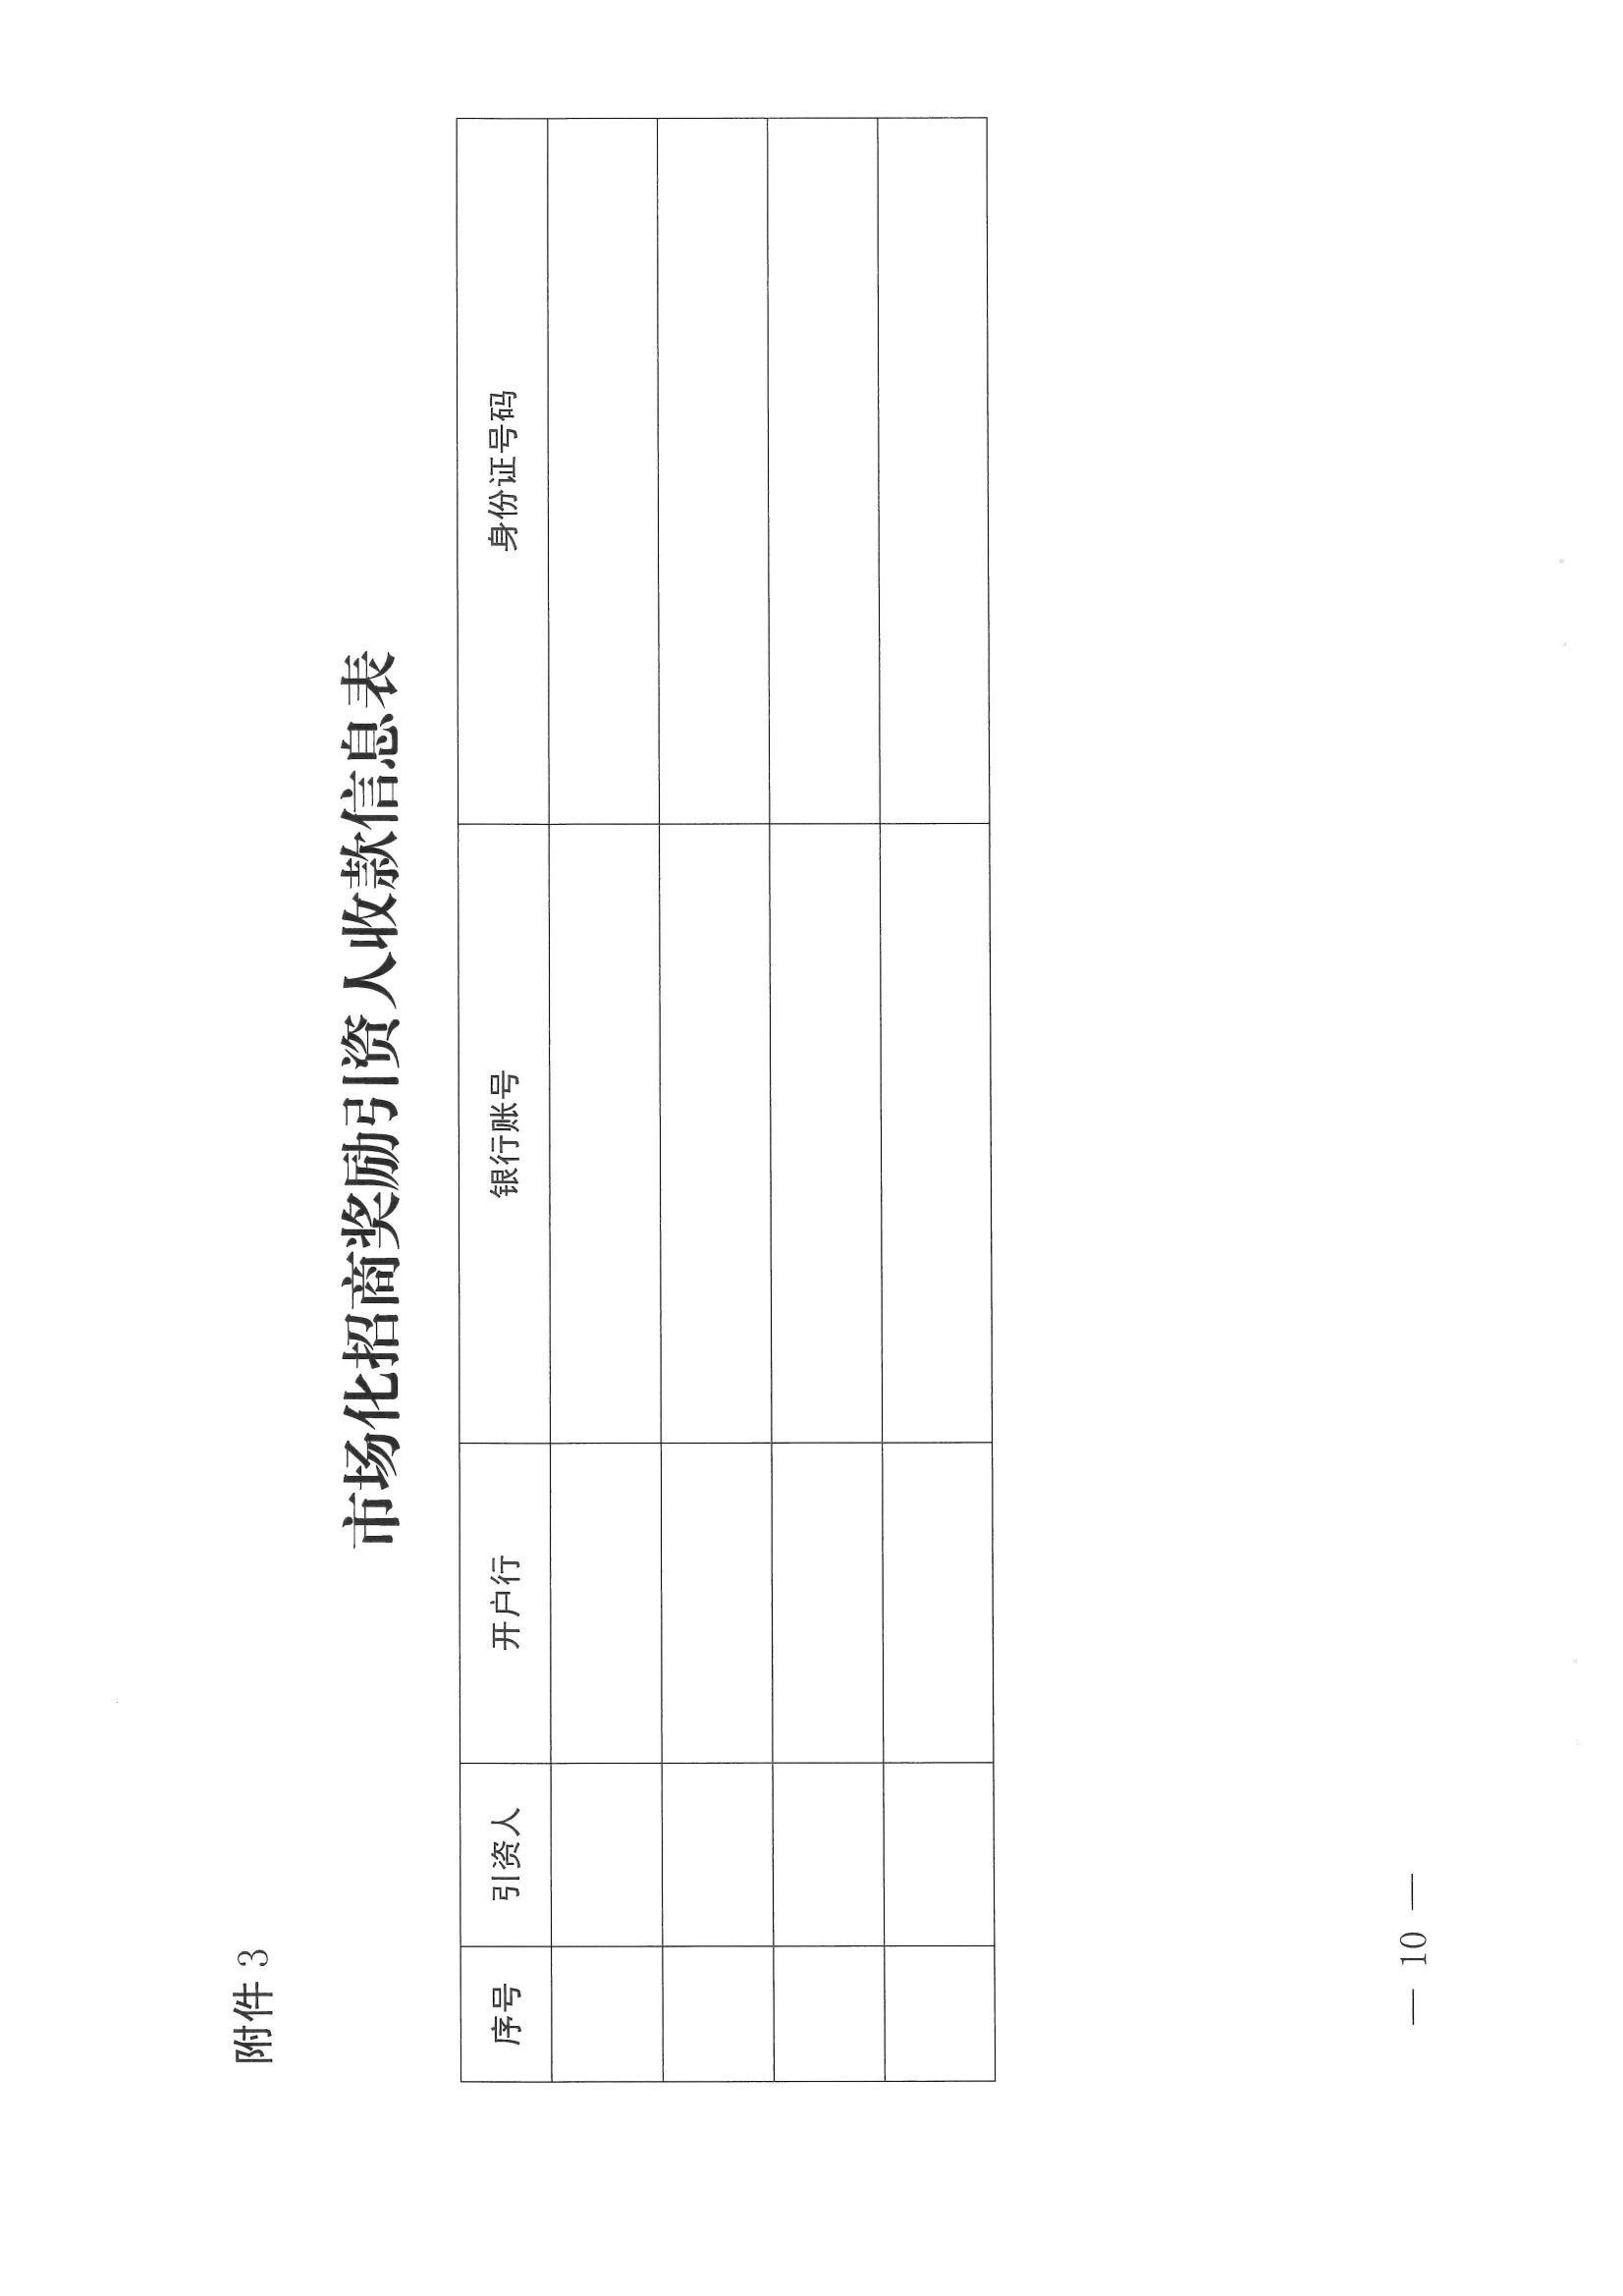 附件 3
市场化招商奖励引资人收款信息表
序号 引资人 开户行 银行账号 身份证号码
— 10 —